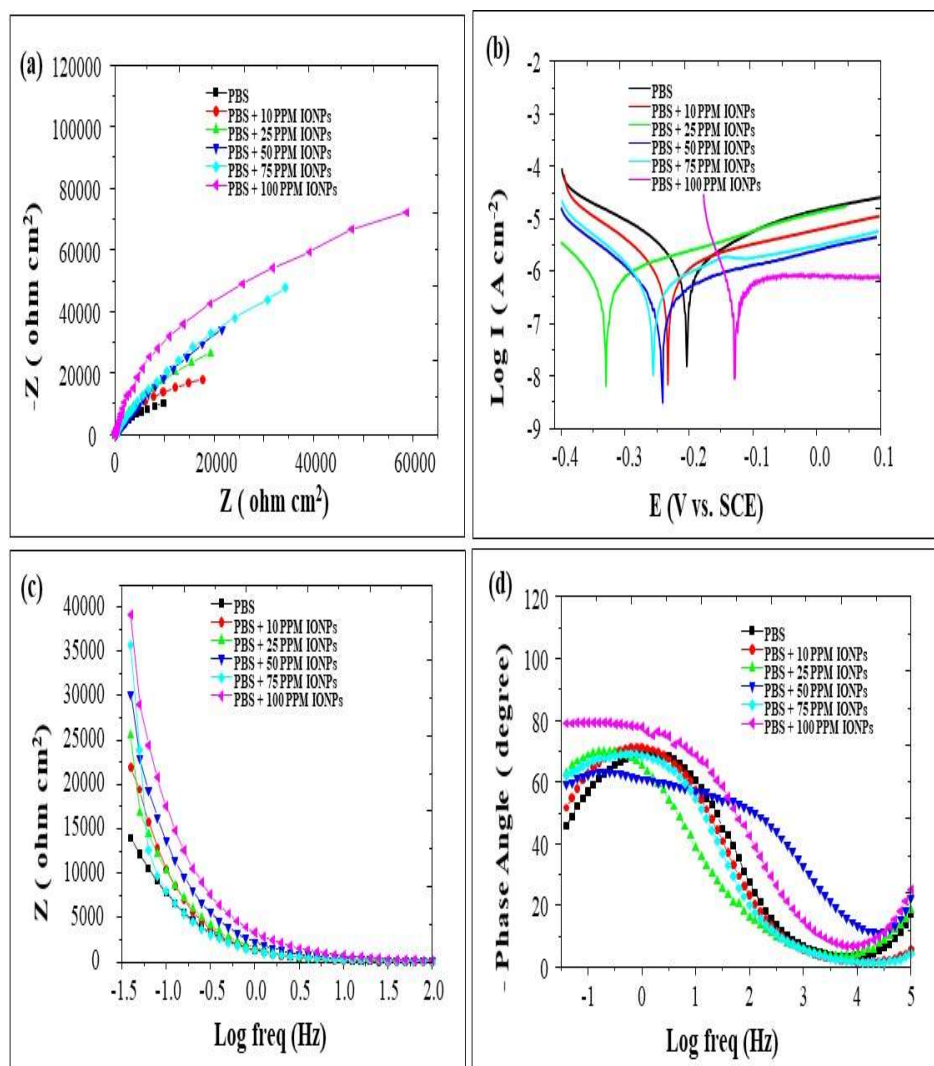 (a)
120000
100000
80000
60000
40000
20000
0
0 20000 40000 60000
-Z ( ohm cm²)
Z ( ohm cm²)
PBS
PBS + 10 PPM IONPs
PBS + 25 PPM IONPs
PBS + 50 PPM IONPs
PBS + 75 PPM IONPs
PBS + 100 PPM IONPs
(b)
-2
-3
-4
-5
-6
-7
-8
-9
-0.4 -0.3 -0.2 -0.1 0.0 0.1
Log I ( A cm⁻²)
E (V vs. SCE)
PBS
PBS + 10 PPM IONPs
PBS + 25 PPM IONPs
PBS + 50 PPM IONPs
PBS + 75 PPM IONPs
PBS + 100 PPM IONPs
(c)
40000
35000
30000
25000
20000
15000
10000
5000
0
-1.5 -1.0 -0.5 0.0 0.5 1.0 1.5 2.0
Z ( ohm cm²)
Log freq (Hz)
PBS
PBS + 10 PPM IONPs
PBS + 25 PPM IONPs
PBS + 50 PPM IONPs
PBS + 75 PPM IONPs
PBS + 100 PPM IONPs
(d)
120
100
80
60
40
20
0
-1 0 1 2 3 4 5
- Phase Angle ( degree)
Log freq (Hz)
PBS
PBS + 10 PPM IONPs
PBS + 25 PPM IONPs
PBS + 50 PPM IONPs
PBS + 75 PPM IONPs
PBS + 100 PPM IONPs